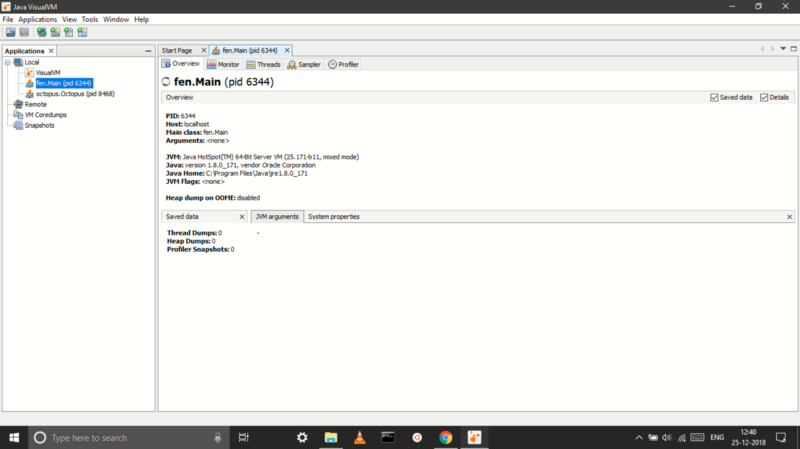 Java VisualVM
File Applications View Tools Window Help
Applications
Local
VisualVM
fen.Main (pid 6344)
octopus.Octopus (pid 8468)
Remote
VM Coredumps
Snapshots
Start Page
fen.Main (pid 6344)
Overview Monitor Threads Sampler Profiler
fen.Main (pid 6344)
Overview Saved data Details
PID: 6344
Host: localhost
Main class: fen.Main
Arguments: <none>
JVM: Java HotSpot(TM) 64-Bit Server VM (25.171-b11, mixed mode)
Java: version 1.8.0_171, vendor Oracle Corporation
Java Home: C:\Program Files\Java\jre1.8.0_171
JVM Flags: <none>
Heap dump on OOME: disabled
Saved data
JVM arguments System properties
Thread Dumps: 0
Heap Dumps: 0
Profiler Snapshots: 0
-
Type here to search
ENG
12:40
25-12-2018